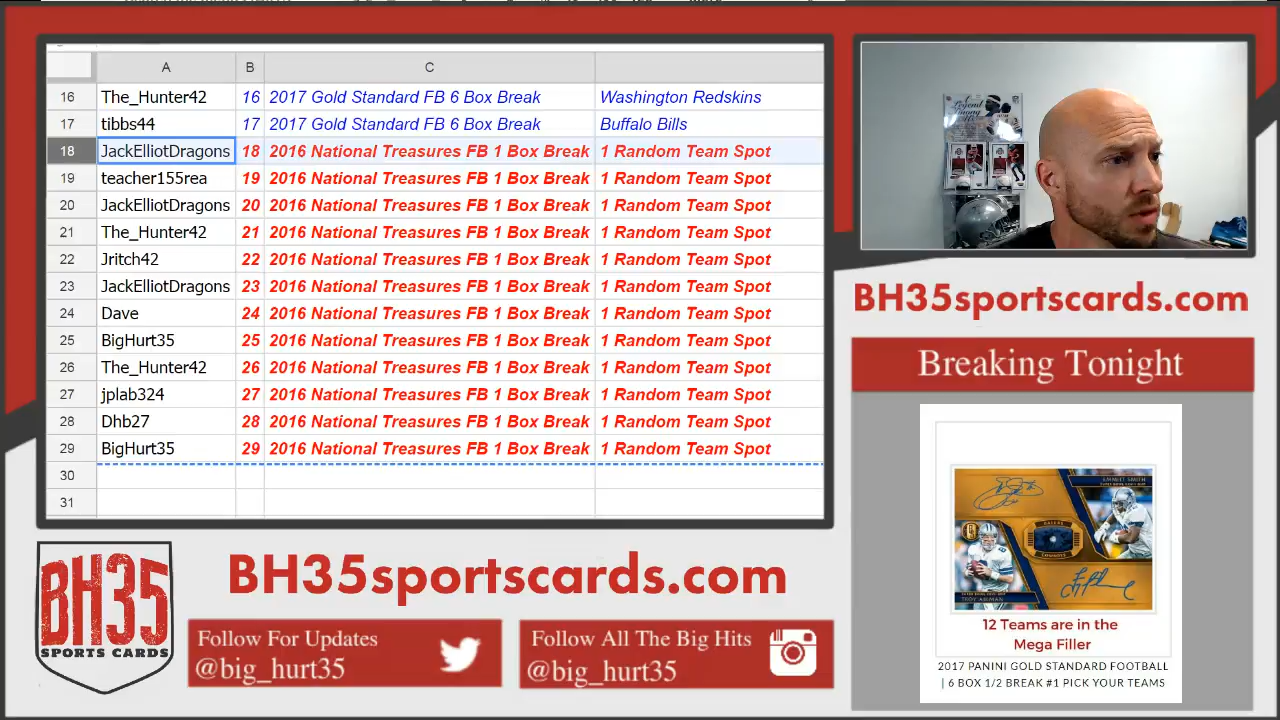 A B C
16 The_Hunter42 16 2017 Gold Standard FB 6 Box Break Washington Redskins
17 tibbs44 17 2017 Gold Standard FB 6 Box Break Buffalo Bills
18 JackElliotDragons 18 2016 National Treasures FB 1 Box Break 1 Random Team Spot
19 teacher155rea 19 2016 National Treasures FB 1 Box Break 1 Random Team Spot
20 JackElliotDragons 20 2016 National Treasures FB 1 Box Break 1 Random Team Spot
21 The_Hunter42 21 2016 National Treasures FB 1 Box Break 1 Random Team Spot
22 Jritch42 22 2016 National Treasures FB 1 Box Break 1 Random Team Spot
23 JackElliotDragons 23 2016 National Treasures FB 1 Box Break 1 Random Team Spot
24 Dave 24 2016 National Treasures FB 1 Box Break 1 Random Team Spot
25 BigHurt35 25 2016 National Treasures FB 1 Box Break 1 Random Team Spot
26 The_Hunter42 26 2016 National Treasures FB 1 Box Break 1 Random Team Spot
27 jplab324 27 2016 National Treasures FB 1 Box Break 1 Random Team Spot
28 Dhb27 28 2016 National Treasures FB 1 Box Break 1 Random Team Spot
29 BigHurt35 29 2016 National Treasures FB 1 Box Break 1 Random Team Spot
30
31
BH35sportscards.com
Breaking Tonight
EMMITT SMITH
TROY AIKMAN
12 Teams are in the
Mega Filler
2017 PANINI GOLD STANDARD FOOTBALL
| 6 BOX 1/2 BREAK #1 PICK YOUR TEAMS
BH35
SPORTS CARDS
BH35sportscards.com
Follow For Updates
@big_hurt35
Follow All The Big Hits
@big_hurt35